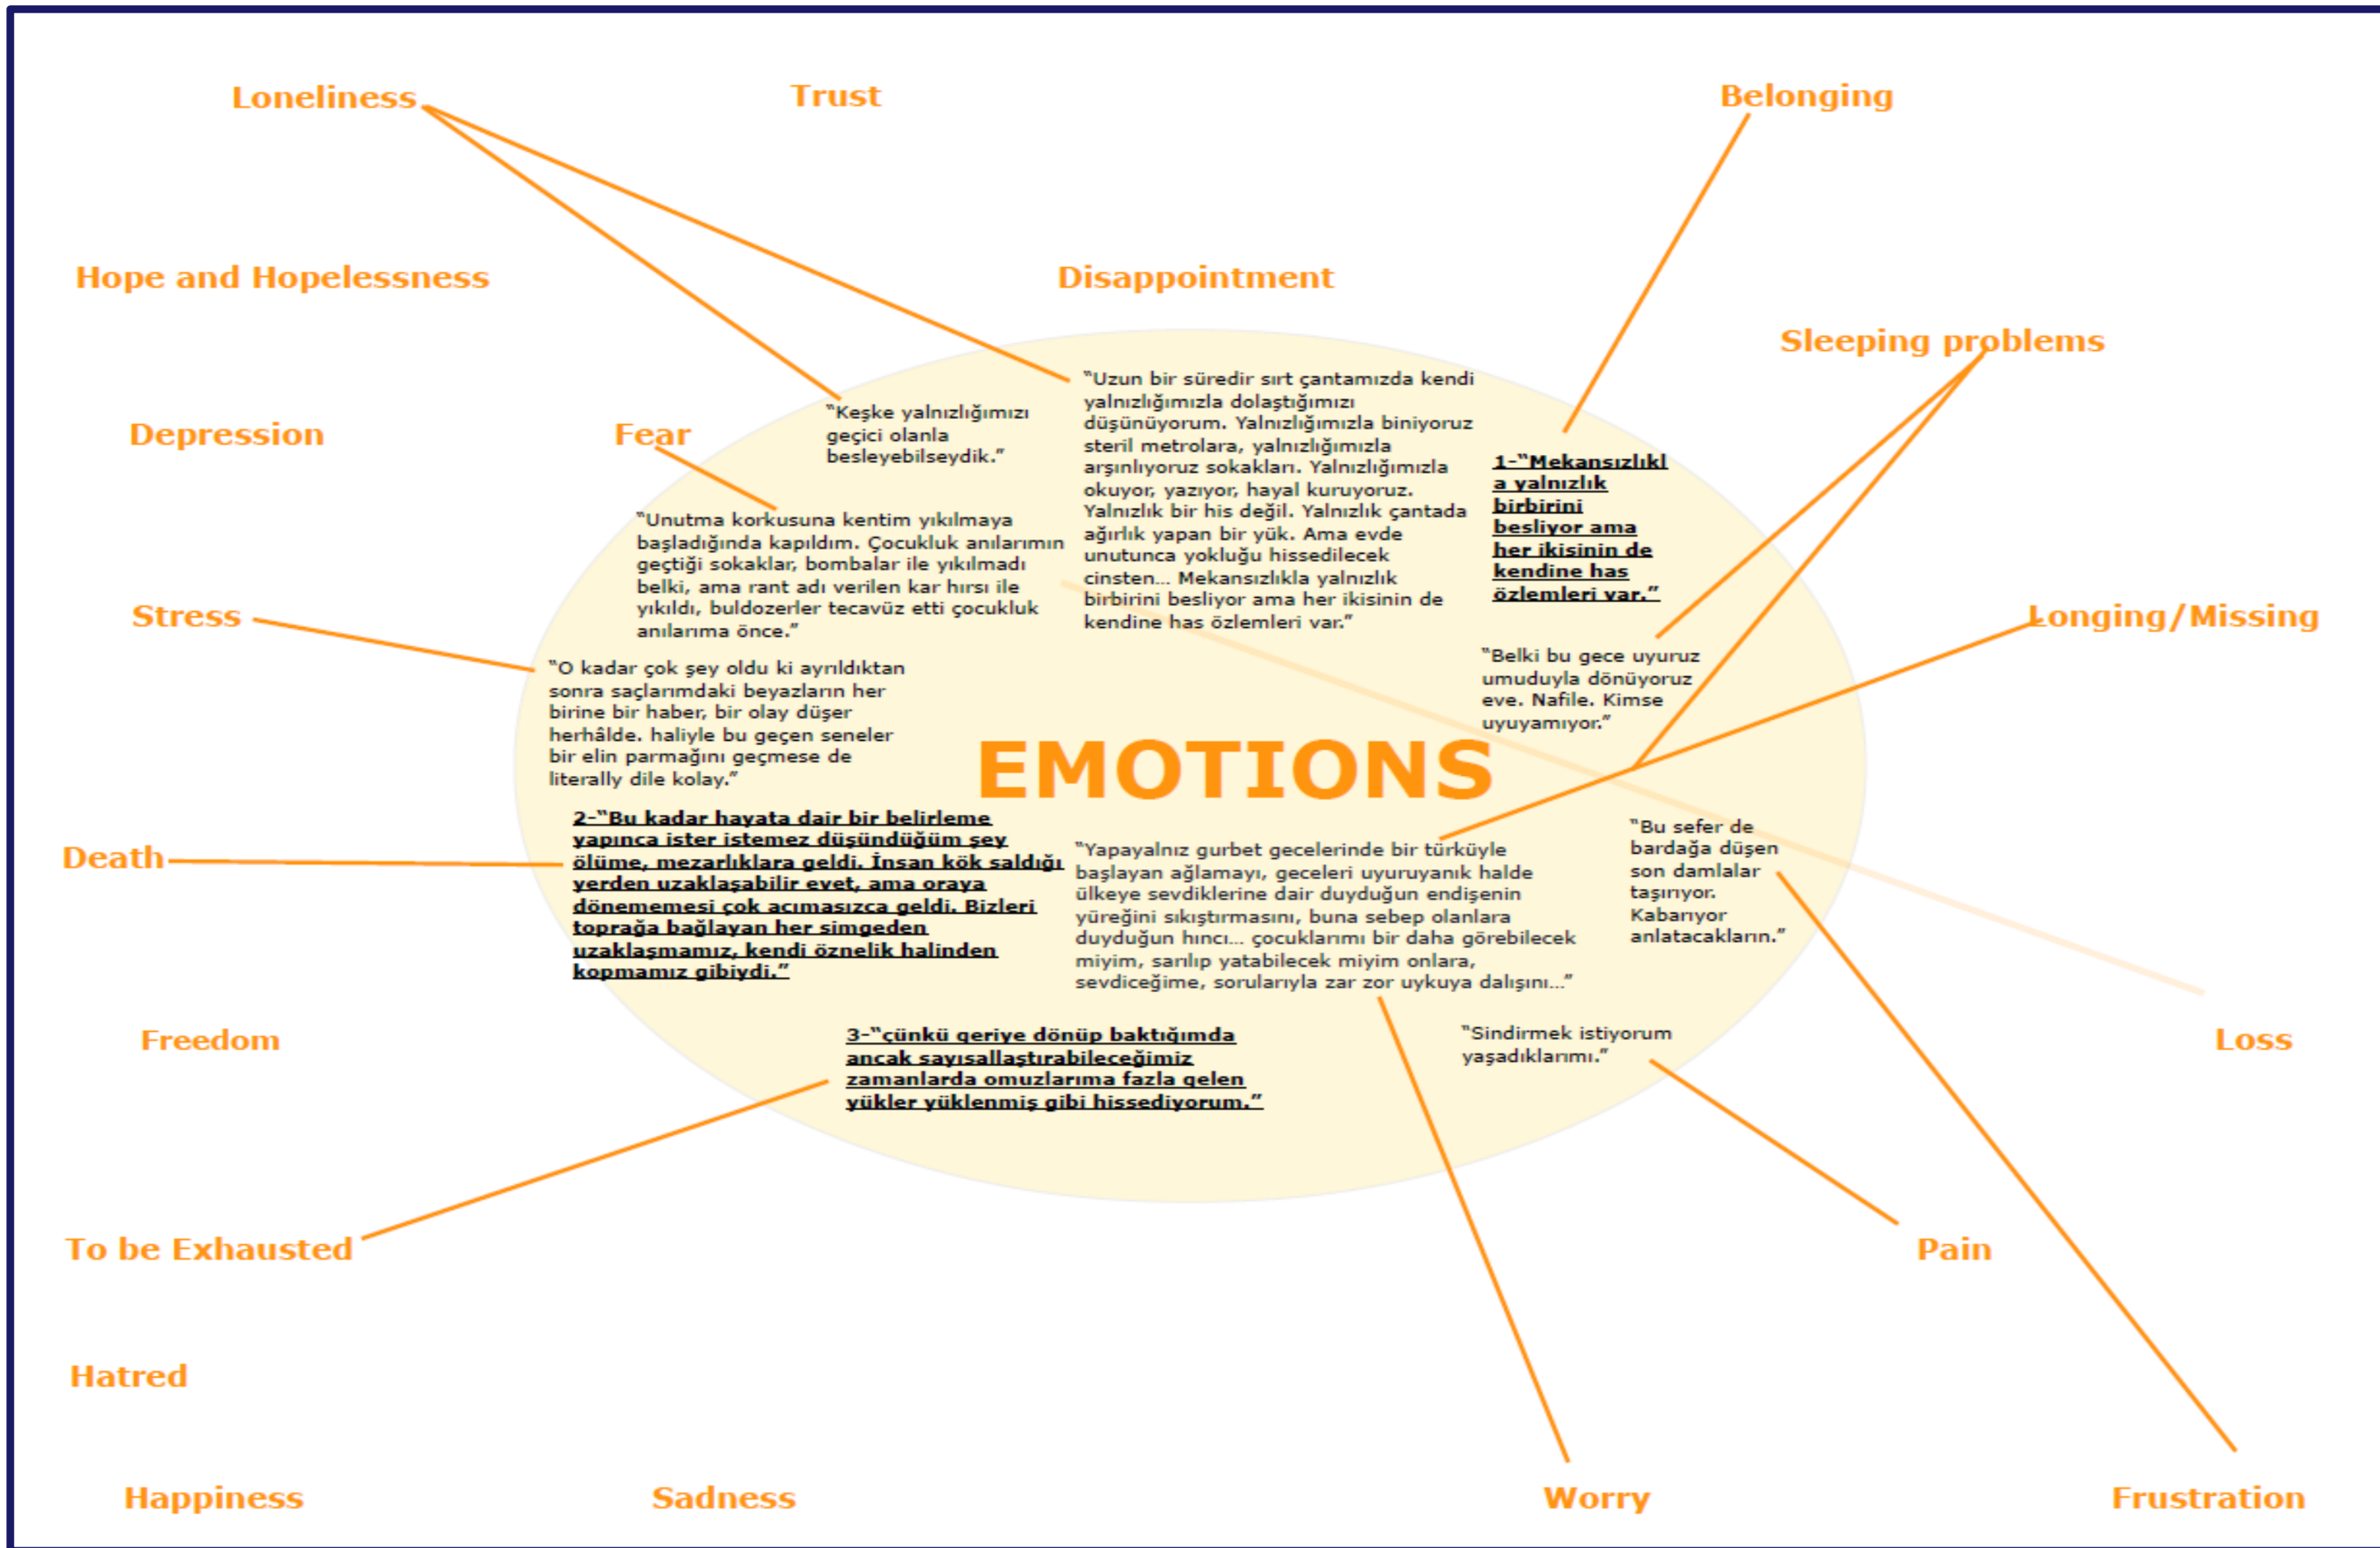 Loneliness
Trust
Belonging
Hope and Hopelessness
Disappointment
Sleeping problems
Depression
Fear
"Keşke yalnızlığımızı
geçici olanla
besleyebilseydik."
"Uzun bir süredir sırt çantamızda kendi
yalnızlığımızla dolaştığımızı
düşünüyorum. Yalnızlığımızla biniyoruz
steril metrolara, yalnızlığımızla
arşınlıyoruz sokakları. Yalnızlığımızla
okuyor, yazıyor, hayal kuruyoruz.
Yalnızlık bir his değil. Yalnızlık çantada
ağırlık yapan bir yük. Ama evde
unutunca yokluğu hissedilecek
cinsten... Mekansızlıkla yalnızlık
birbirini besliyor ama her ikisinin de
kendine has özlemleri var."
1-"Mekansızlıkl
a yalnızlık
birbirini
besliyor ama
her ikisinin de
kendine has
özlemleri var."
"Unutma korkusuna kentim yıkılmaya
başladığında kapıldım. Çocukluk anılarımın
geçtiği sokaklar, bombalar ile yıkılmadı
belki, ama rant adı verilen kar hırsı ile
yıkıldı, buldozerler tecavüz etti çocukluk
anılarıma önce."
Stress
Longing/Missing
"O kadar çok şey oldu ki ayrıldıktan
sonra saçlarımdaki beyazların her
birine bir haber, bir olay düşer
herhâlde. haliyle bu geçen seneler
bir elin parmağını geçmese de
literally dile kolay."
"Belki bu gece uyuruz
umuduyla dönüyoruz
eve. Nafile. Kimse
uyuyamıyor."
EMOTIONS
Death
2-"Bu kadar hayata dair bir belirleme
yapınca ister istemez düşündüğüm şey
ölüme, mezarlıklara geldi. İnsan kök saldığı
yerden uzaklaşabilir evet, ama oraya
dönememesi çok acımasızca geldi. Bizleri
toprağa bağlayan her simgeden
uzaklaşmamız, kendi öznelik halinden
kopmamız gibiydi."
"Yapayalnız gurbet gecelerinde bir türküyle
başlayan ağlamayı, geceleri uyuruyanık halde
ülkeye sevdiklerine dair duyduğun endişenin
yüreğini sıkıştırmasını, buna sebep olanlara
duyduğun hıncı... çocuklarımı bir daha görebilecek
miyim, sarılıp yatabilecek miyim onlara,
sevdiceğime, sorularıyla zar zor uykuya dalışını..."
"Bu sefer de
bardağa düşen
son damlalar
taşırıyor.
Kabarıyor
anlatacakların."
Freedom
3-"çünkü geriye dönüp baktığımda
ancak sayısallaştırabileceğimiz
zamanlarda omuzlarıma fazla gelen
yükler yüklenmiş gibi hissediyorum."
"Sindirmek istiyorum
yaşadıklarımı."
Loss
To be Exhausted
Pain
Hatred
Happiness
Sadness
Worry
Frustration